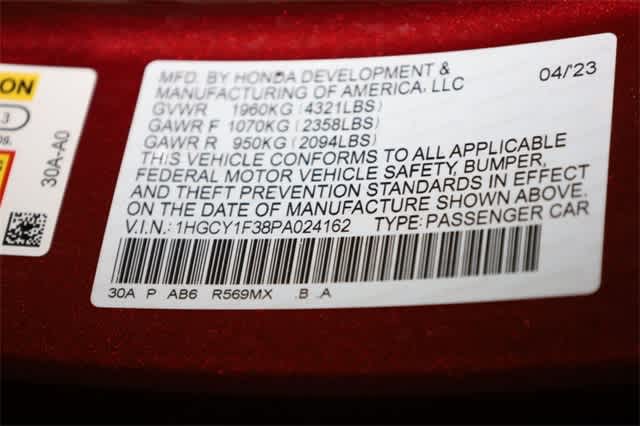 MFD. BY HONDA DEVELOPMENT &
MANUFACTURING OF AMERICA, LLC 04/'23
GVWR 1960KG (4321LBS)
GAWR F 1070KG (2358LBS)
GAWR R 950KG (2094LBS)
THIS VEHICLE CONFORMS TO ALL APPLICABLE
FEDERAL MOTOR VEHICLE SAFETY, BUMPER,
AND THEFT PREVENTION STANDARDS IN EFFECT
ON THE DATE OF MANUFACTURE SHOWN ABOVE.
V.I.N.: 1HGCY1F38PA024162 TYPE: PASSENGER CAR
30A P AB6 R569MX .B .A
ON
3
os.
30A-A0